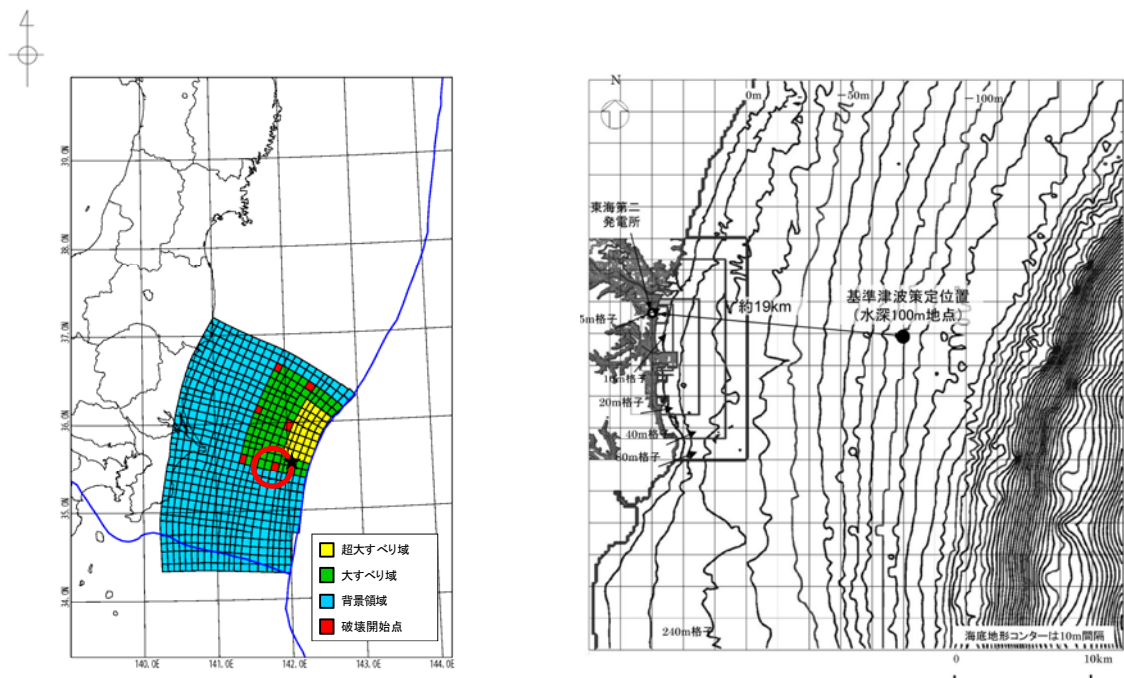 39.0N
38.0N
37.0N
36.0N
35.0N
34.0N
140.0E
141.0E
142.0E
143.0E
144.0E
超大すべり域
大すべり域
背景領域
破壊開始点
N
0m
-50m
-100m
東海第二
発電所
約19km
基準津波策定位置
(水深100m地点)
5m格子
10m格子
20m格子
40m格子
80m格子
240m格子
海底地形コンターは10m間隔
0
10km